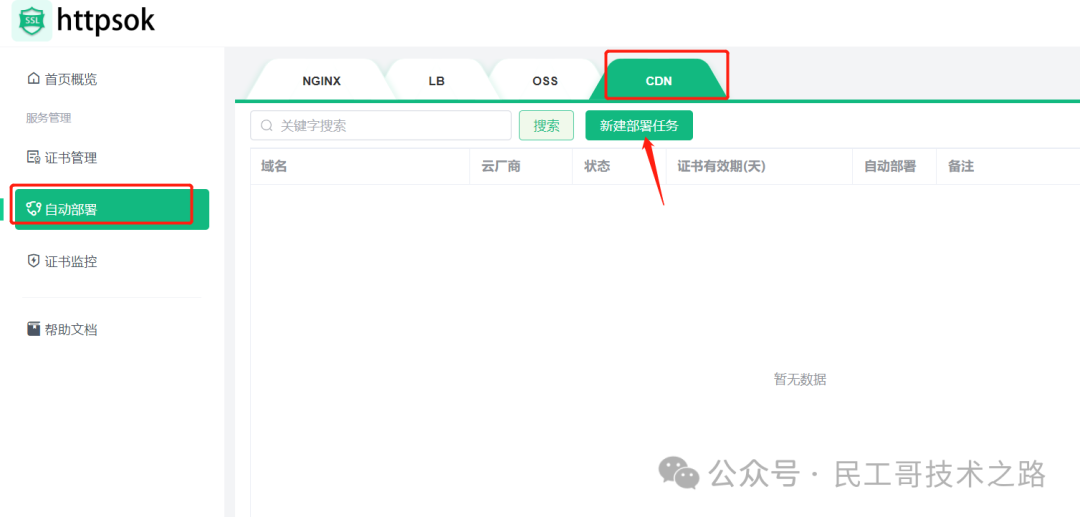 SSL httpsok
首页概览
服务管理
证书管理
自动部署
证书监控
帮助文档
NGINX LB OSS CDN
关键字搜索 搜索 新建部署任务
域名 云厂商 状态 证书有效期(天) 自动部署 备注
暂无数据
公众号 · 民工哥技术之路